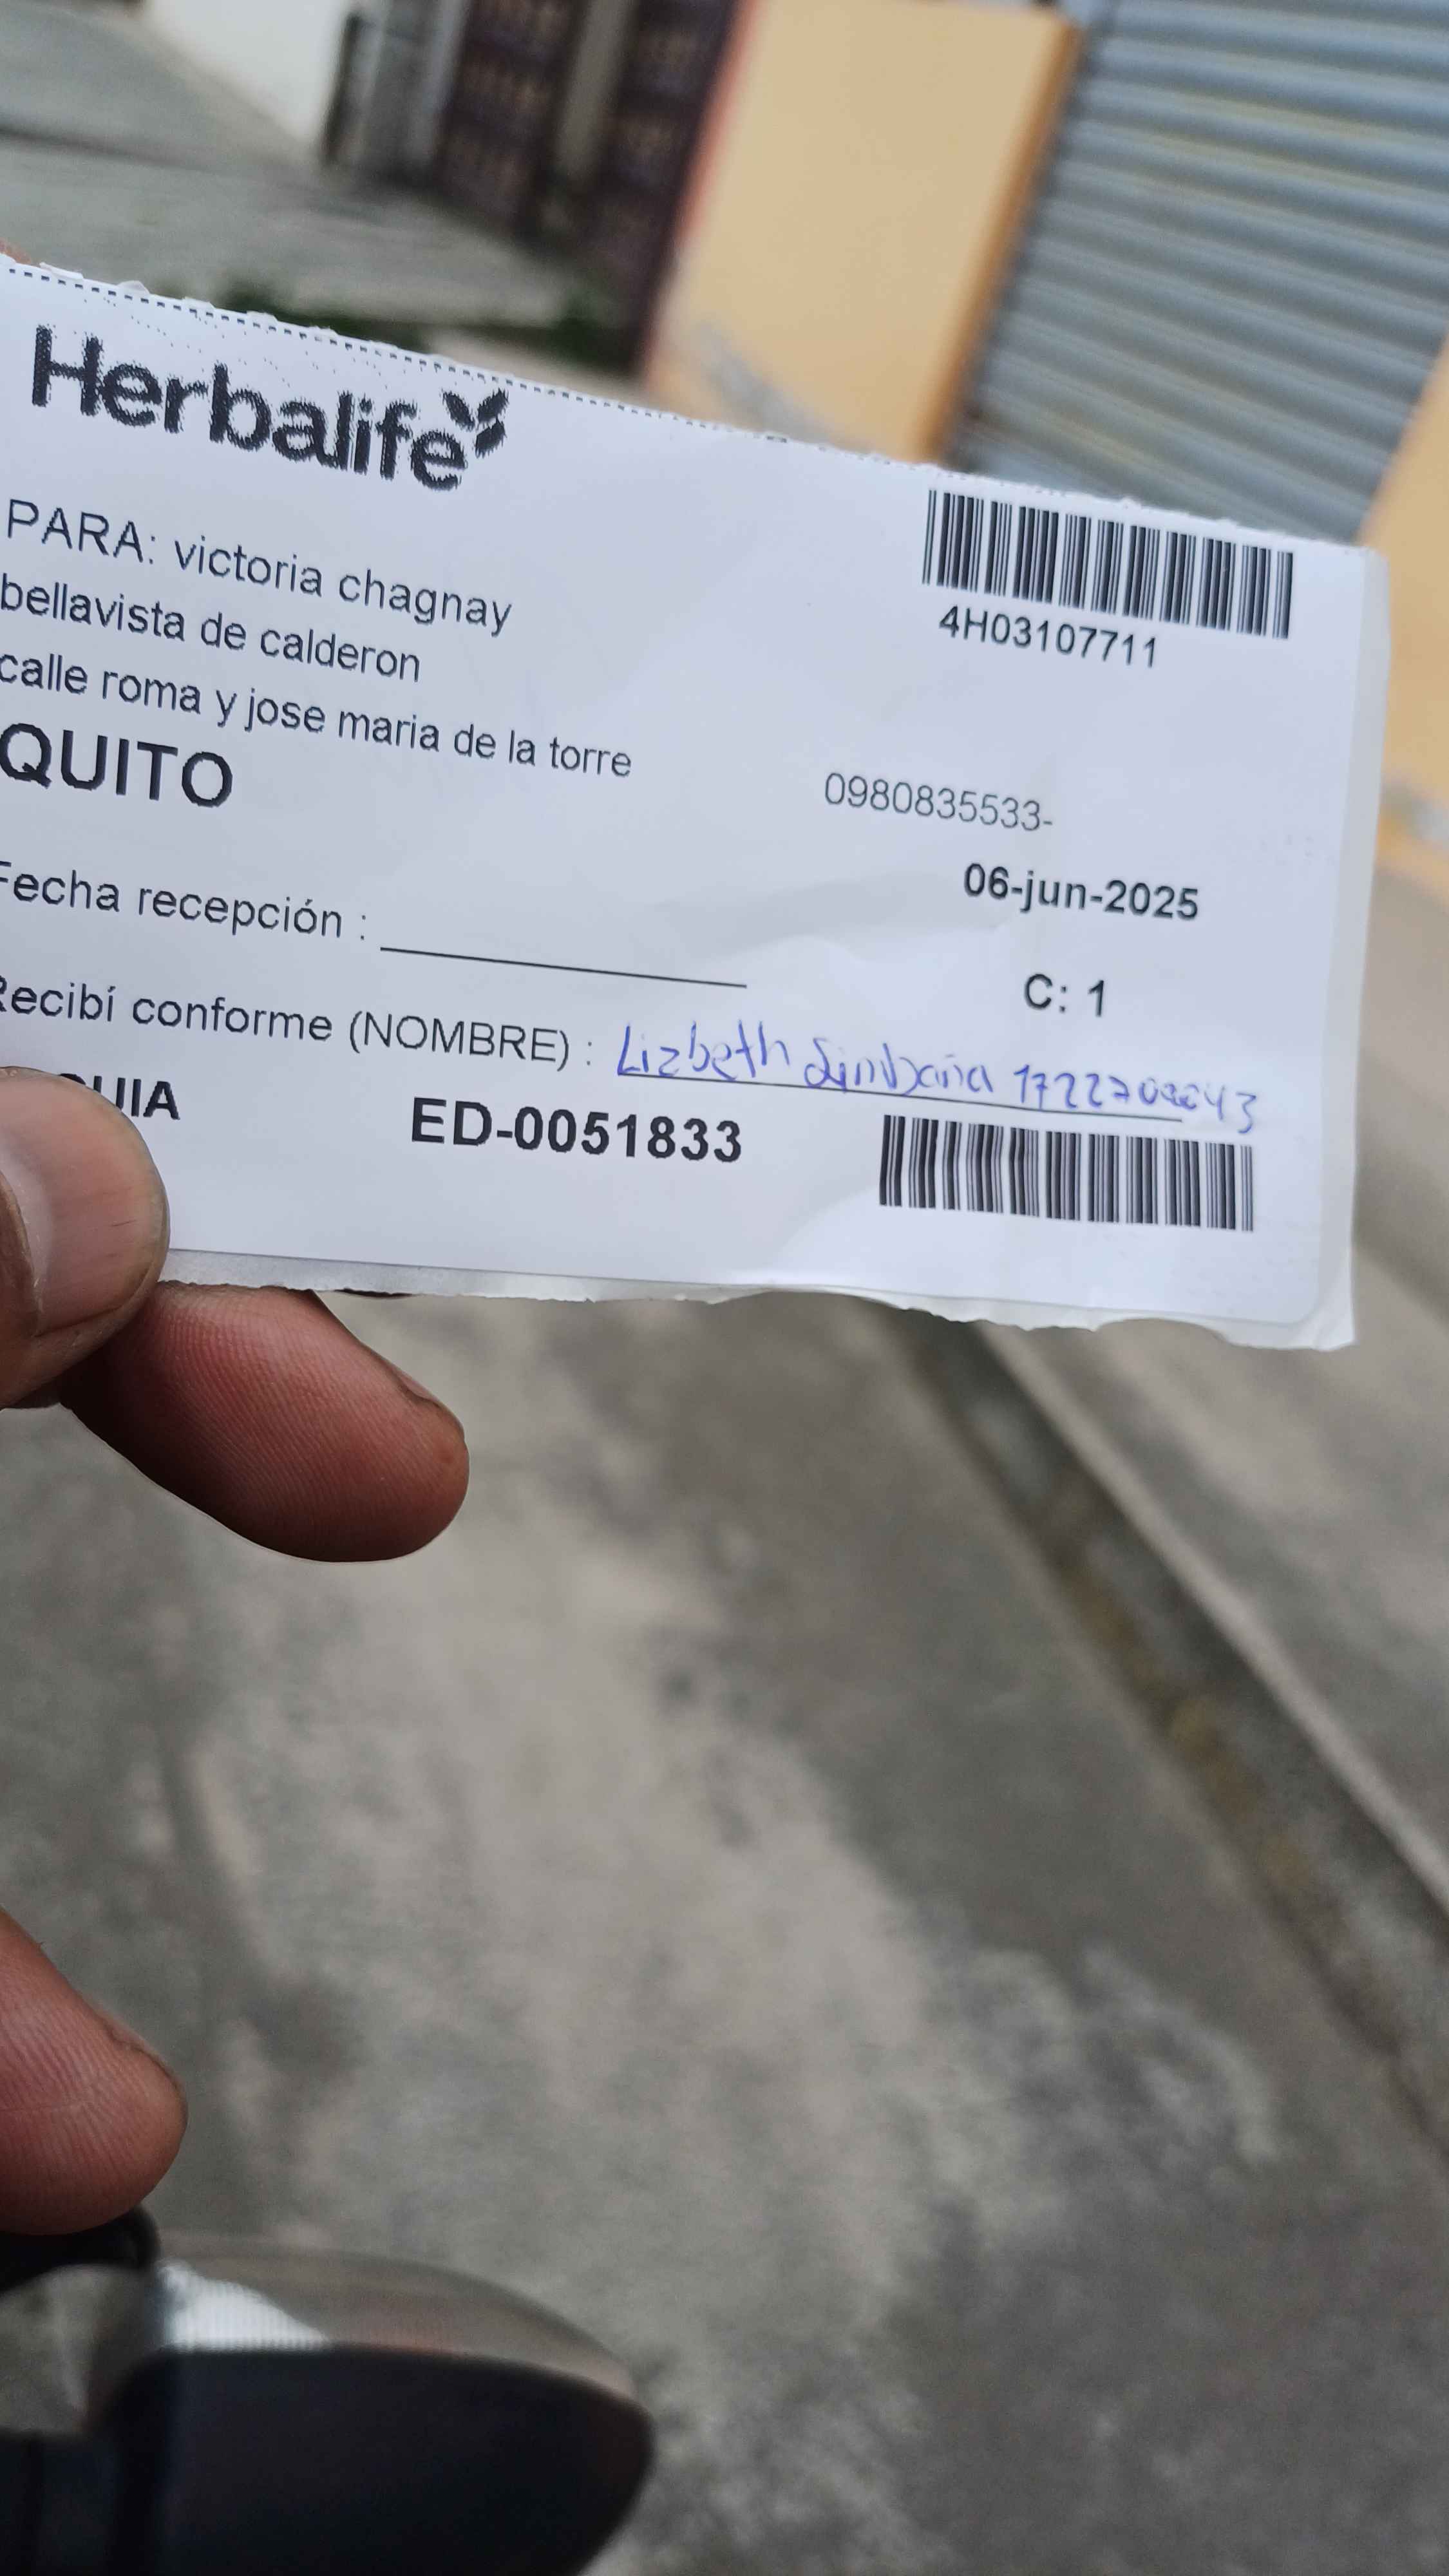 Herbalife
PARA: victoria chagnay
bellavista de calderon
calle roma y jose maria de la torre
QUITO
4H03107711
0980835533-
06-jun-2025
Fecha recepción :
C: 1
Recibí conforme (NOMBRE) : Lizbeth Simbaña
ED-0051833